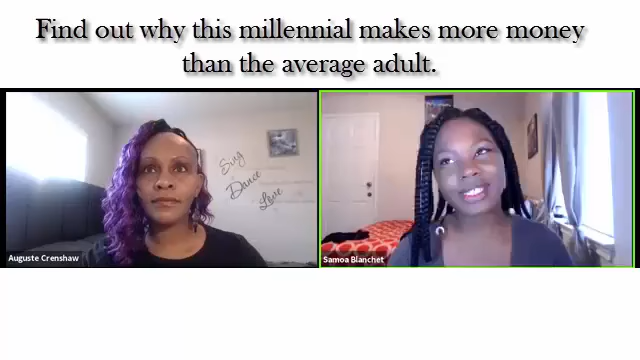 Find out why this millennial makes more money
than the average adult.
Sing
Dance
Love
Auguste Crenshaw
Samoa Blanchet